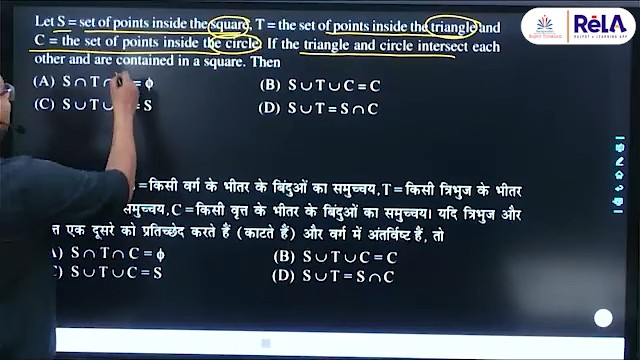 Let S = set of points inside the square, T = the set of points inside the triangle and
C = the set of points inside the circle. If the triangle and circle intersect each
other and are contained in a square. Then
(A) S ∩ T ∩ = ϕ (B) S ∪ T ∪ C = C
(C) S ∪ T ∪ = S (D) S ∪ T = S ∩ C
= किसी वर्ग के भीतर के बिंदुओं का समुच्चय, T = किसी त्रिभुज के भीतर
समुच्चय, C = किसी वृत्त के भीतर के बिंदुओं का समुच्चय। यदि त्रिभुज और
एक दूसरे को प्रतिच्छेद करते हैं (काटते हैं) और वर्ग में अंतर्विष्ट हैं, तो
) S ∩ T ∩ C = ϕ (B) S ∪ T ∪ C = C
) S ∪ T ∪ C = S (D) S ∪ T = S ∩ C
RéLA